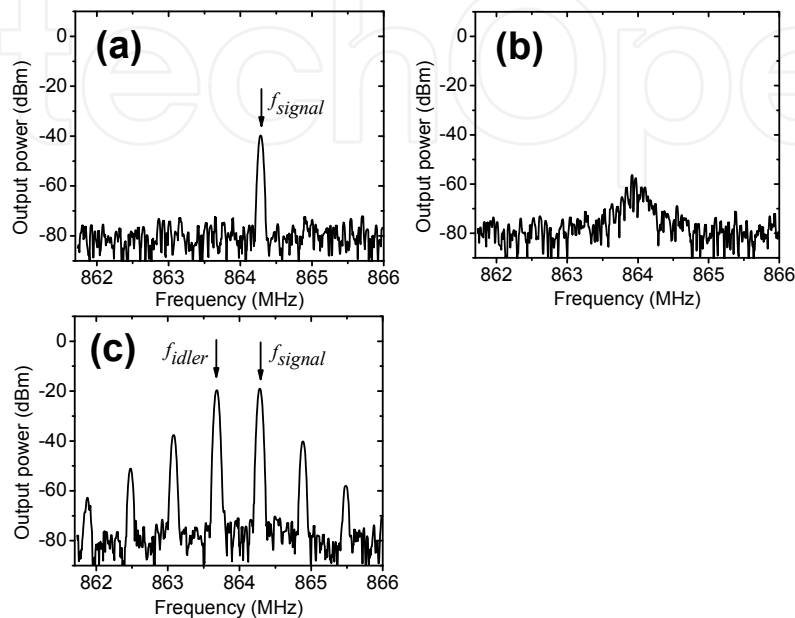 techOpe
(a)
f_signal
0
-20
-40
-60
-80
Output power (dBm)
862 863 864 865 866
Frequency (MHz)
(b)
0
-20
-40
-60
-80
Output power (dBm)
862 863 864 865 866
Frequency (MHz)
(c)
f_idler f_signal
0
-20
-40
-60
-80
Output power (dBm)
862 863 864 865 866
Frequency (MHz)